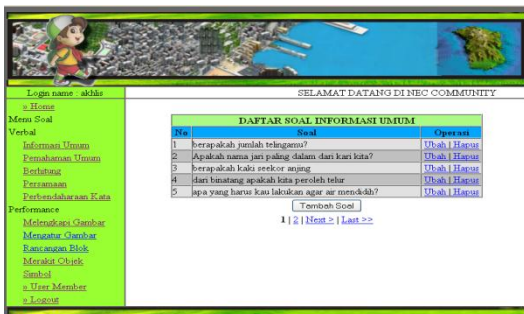 Login name : akhlis
SELAMAT DATANG DI NEC COMMUNITY
» Home
Menu Soal
Verbal
Informasi Umum
Pemahaman Umum
Berhitung
Persamaan
Perbendaharaan Kata
Performance
Melengkapi Gambar
Mengatur Gambar
Rancangan Blok
Merakit Objek
Simbol
» User Member
» Logout
DAFTAR SOAL INFORMASI UMUM
No Soal Operasi
1 berapakah jumlah telingamu? Ubah | Hapus
2 Apakah nama jari paling dalam dari kari kita? Ubah | Hapus
3 berapakah kaki seekor anjing Ubah | Hapus
4 dari binatang apakah kita peroleh telur Ubah | Hapus
5 apa yang harus kau lakukan agar air mendidih? Ubah | Hapus
Tambah Soal
1 | 2 | Next > | Last >>